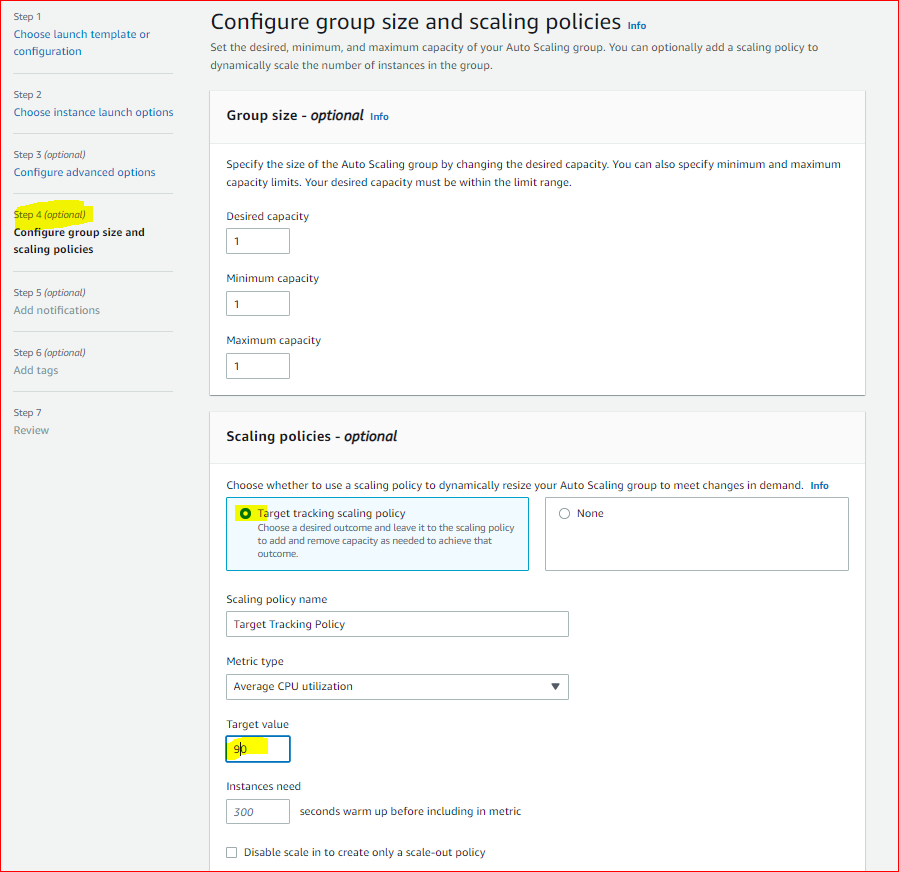 Step 1
Choose launch template or
configuration
Step 2
Choose instance launch options
Step 3 (optional)
Configure advanced options
Step 4 (optional)
Configure group size and
scaling policies
Step 5 (optional)
Add notifications
Step 6 (optional)
Add tags
Step 7
Review
Configure group size and scaling policies Info
Set the desired, minimum, and maximum capacity of your Auto Scaling group. You can optionally add a scaling policy to
dynamically scale the number of instances in the group.
Group size - optional Info
Specify the size of the Auto Scaling group by changing the desired capacity. You can also specify minimum and maximum
capacity limits. Your desired capacity must be within the limit range.
Desired capacity
1
Minimum capacity
1
Maximum capacity
1
Scaling policies - optional
Choose whether to use a scaling policy to dynamically resize your Auto Scaling group to meet changes in demand. Info
Target tracking scaling policy
Choose a desired outcome and leave it to the scaling policy
to add and remove capacity as needed to achieve that
outcome.
None
Scaling policy name
Target Tracking Policy
Metric type
Average CPU utilization
Target value
90
Instances need
300 seconds warm up before including in metric
Disable scale in to create only a scale-out policy